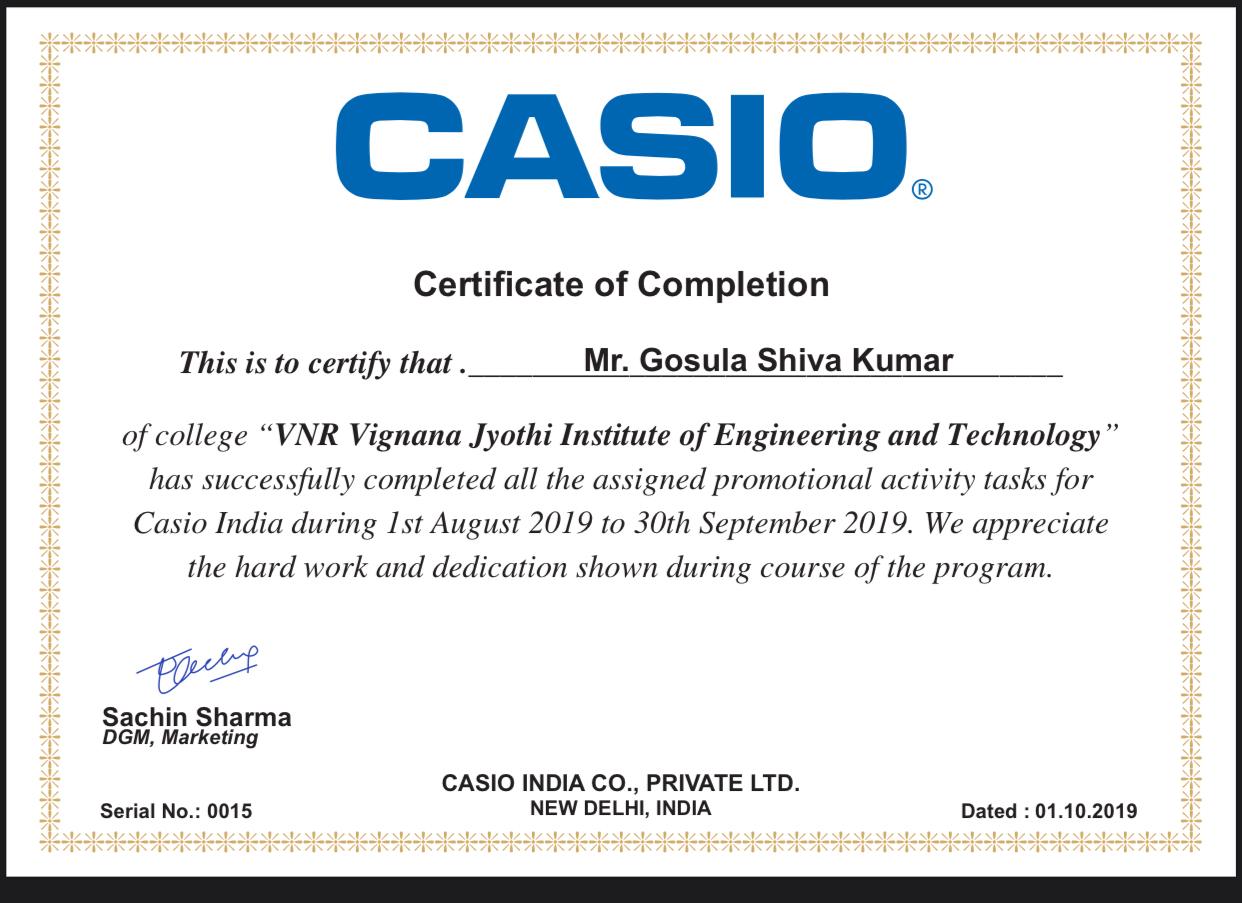 CASIO®
Certificate of Completion
This is to certify that . Mr. Gosula Shiva Kumar
of college “VNR Vignana Jyothi Institute of Engineering and Technology”
has successfully completed all the assigned promotional activity tasks for
Casio India during 1st August 2019 to 30th September 2019. We appreciate
the hard work and dedication shown during course of the program.
Sachin Sharma
DGM, Marketing
CASIO INDIA CO., PRIVATE LTD.
NEW DELHI, INDIA
Serial No.: 0015
Dated : 01.10.2019